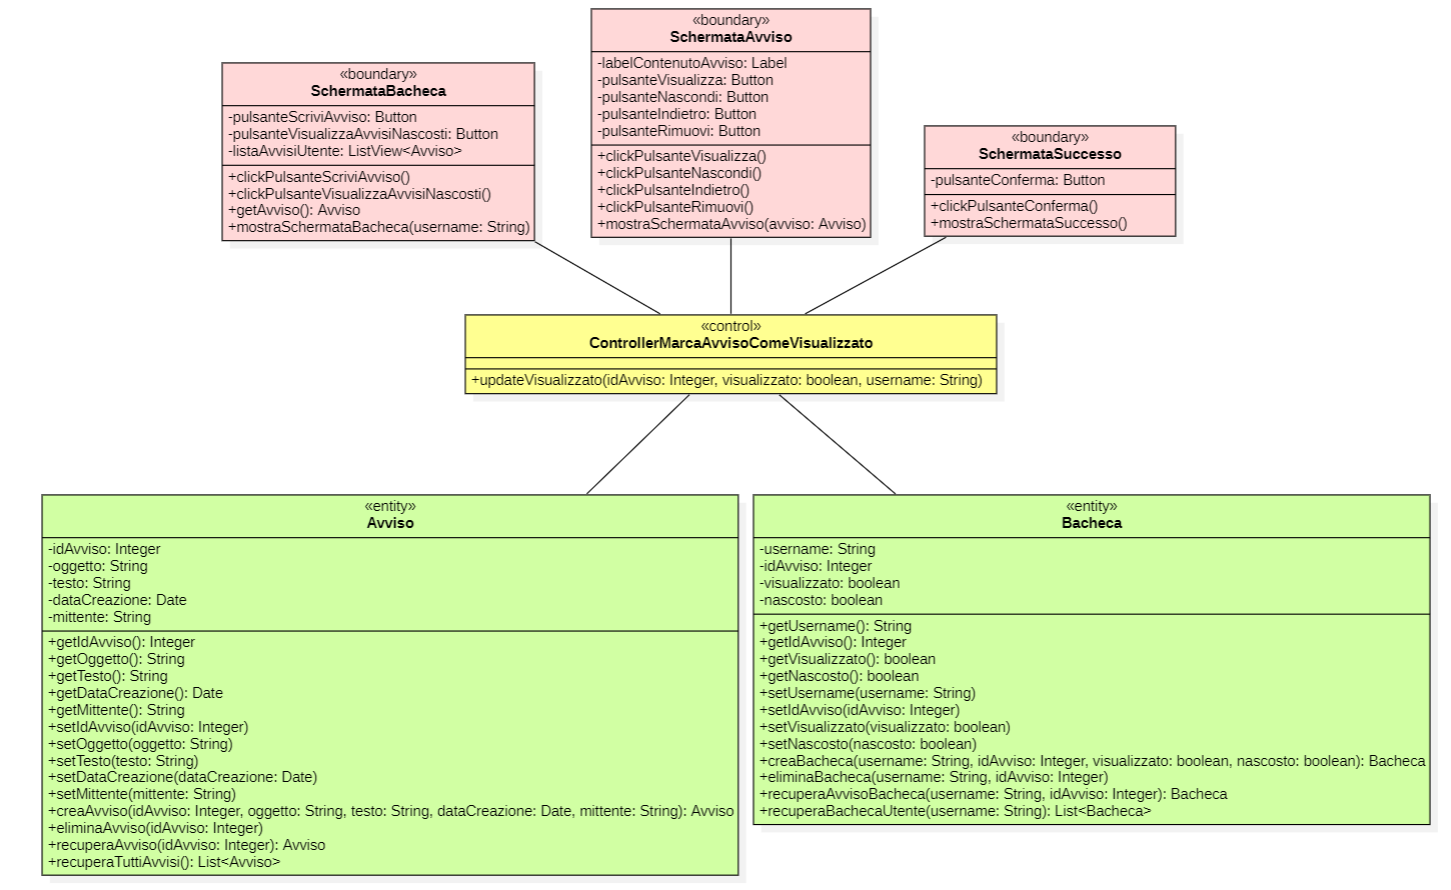 «boundary»
SchermataBacheca
-pulsanteScriviAvviso: Button
-pulsanteVisualizzaAvvisiNascosti: Button
-listaAvvisiUtente: ListView<Avviso>
+clickPulsanteScriviAvviso()
+clickPulsanteVisualizzaAvvisiNascosti()
+getAvviso(): Avviso
+mostraSchermataBacheca(username: String)
«boundary»
SchermataAvviso
-labelContenutoAvviso: Label
-pulsanteVisualizza: Button
-pulsanteNascondi: Button
-pulsanteIndietro: Button
-pulsanteRimuovi: Button
+clickPulsanteVisualizza()
+clickPulsanteNascondi()
+clickPulsanteIndietro()
+clickPulsanteRimuovi()
+mostraSchermataAvviso(avviso: Avviso)
«boundary»
SchermataSuccesso
-pulsanteConferma: Button
+clickPulsanteConferma()
+mostraSchermataSuccesso()
«control»
ControllerMarcaAvvisoComeVisualizzato
+updateVisualizzato(idAvviso: Integer, visualizzato: boolean, username: String)
«entity»
Avviso
-idAvviso: Integer
-oggetto: String
-testo: String
-dataCreazione: Date
-mittente: String
+getIdAvviso(): Integer
+getOggetto(): String
+getTesto(): String
+getDataCreazione(): Date
+getMittente(): String
+setIdAvviso(idAvviso: Integer)
+setOggetto(oggetto: String)
+setTesto(testo: String)
+setDataCreazione(dataCreazione: Date)
+setMittente(mittente: String)
+creaAvviso(idAvviso: Integer, oggetto: String, testo: String, dataCreazione: Date, mittente: String): Avviso
+eliminaAvviso(idAvviso: Integer)
+recuperaAvviso(idAvviso: Integer): Avviso
+recuperaTuttiAvvisi(): List<Avviso>
«entity»
Bacheca
-username: String
-idAvviso: Integer
-visualizzato: boolean
-nascosto: boolean
+getUsername(): String
+getIdAvviso(): Integer
+getVisualizzato(): boolean
+getNascosto(): boolean
+setUsername(username: String)
+setIdAvviso(idAvviso: Integer)
+setVisualizzato(visualizzato: boolean)
+setNascosto(nascosto: boolean)
+creaBacheca(username: String, idAvviso: Integer, visualizzato: boolean, nascosto: boolean): Bacheca
+eliminaBacheca(username: String, idAvviso: Integer)
+recuperaAvvisoBacheca(username: String, idAvviso: Integer): Bacheca
+recuperaBachecaUtente(username: String): List<Bacheca>